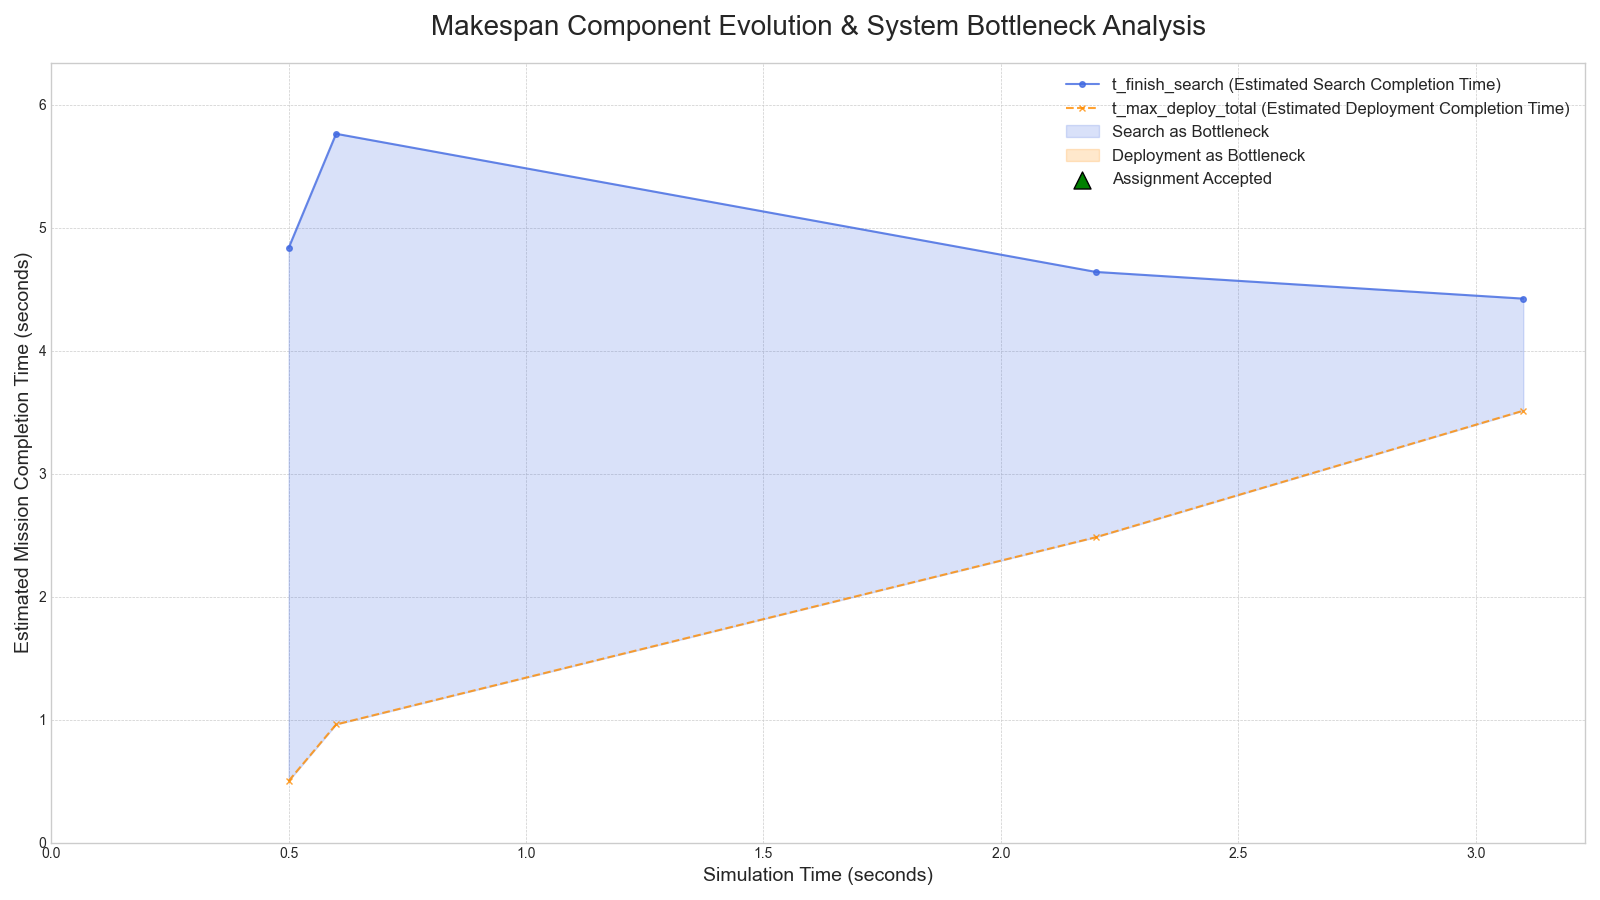 Makespan Component Evolution & System Bottleneck Analysis
t_finish_search (Estimated Search Completion Time)
t_max_deploy_total (Estimated Deployment Completion Time)
Search as Bottleneck
Deployment as Bottleneck
Assignment Accepted
Estimated Mission Completion Time (seconds)
6
5
4
3
2
1
0
0.0 0.5 1.0 1.5 2.0 2.5 3.0
Simulation Time (seconds)